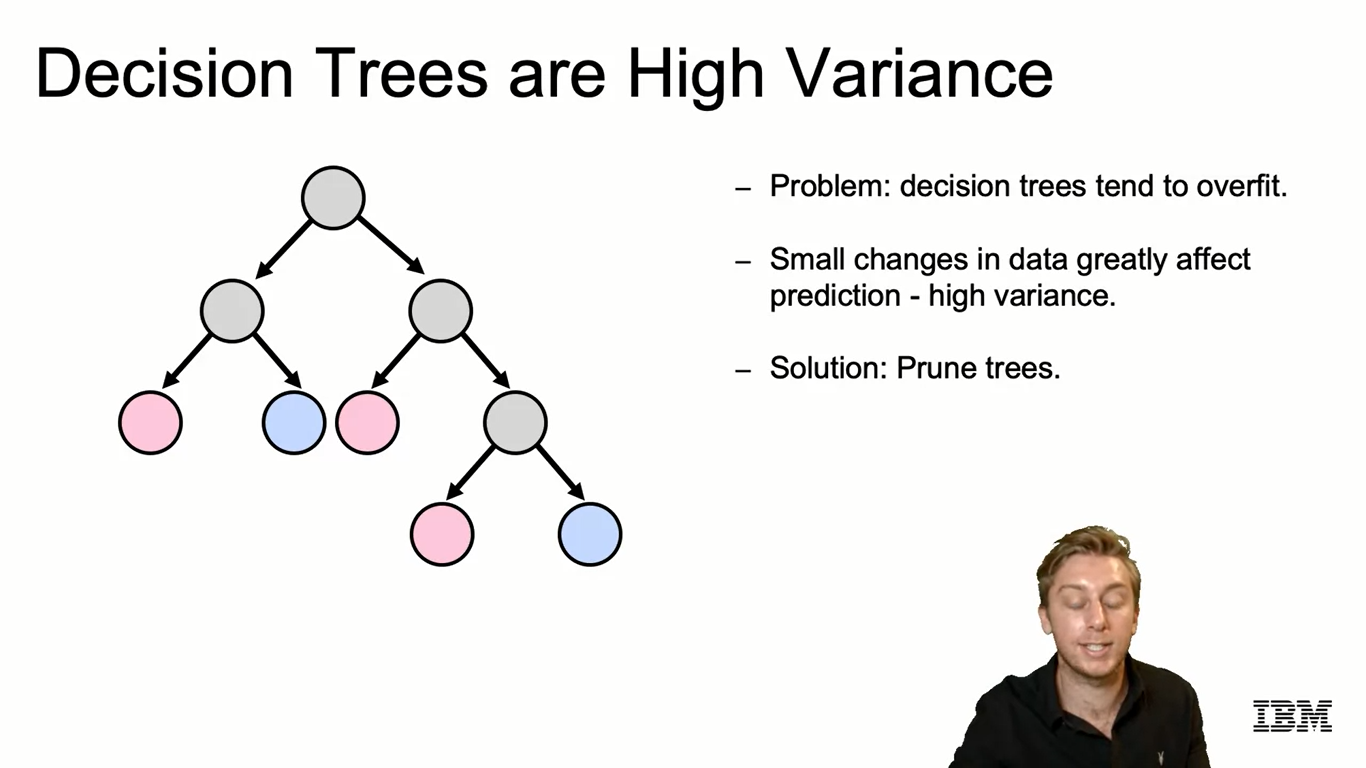 Decision Trees are High Variance
– Problem: decision trees tend to overfit.
– Small changes in data greatly affect
prediction - high variance.
– Solution: Prune trees.
IBM